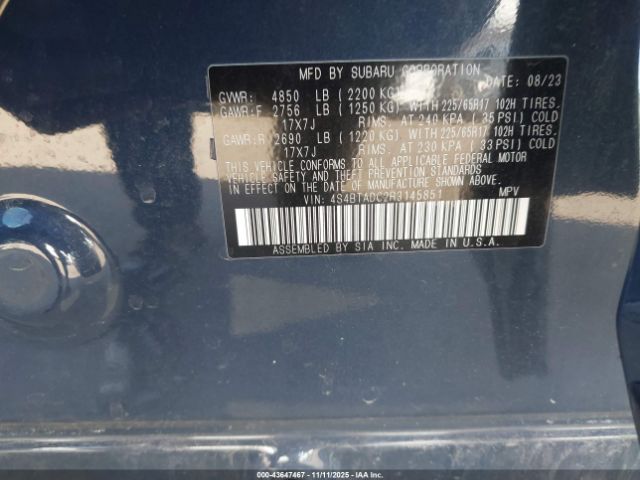 MFD BY SUBARU CORPORATION DATE: 08/23
GVWR: 4850 LB (2200 KG)
GAWR:F 2756 LB (1250 KG) WITH 225/65R17 102H TIRES.
17X7J RIMS. AT 240 KPA (35 PSI) COLD
GAWR:R 2690 LB (1220 KG) WITH 225/65R17 102H TIRES.
17X7J RIMS. AT 230 KPA (33 PSI) COLD
THIS VEHICLE CONFORMS TO ALL APPLICABLE FEDERAL MOTOR
VEHICLE SAFETY AND THEFT PREVENTION STANDARDS
IN EFFECT ON THE DATE OF MANUFACTURE SHOWN ABOVE.
VIN: 4S4BTADC2R3145851 MPV
ASSEMBLED BY SIA INC. MADE IN U.S.A.
000-43647467 - 11/11/2025 - IAAI.COM